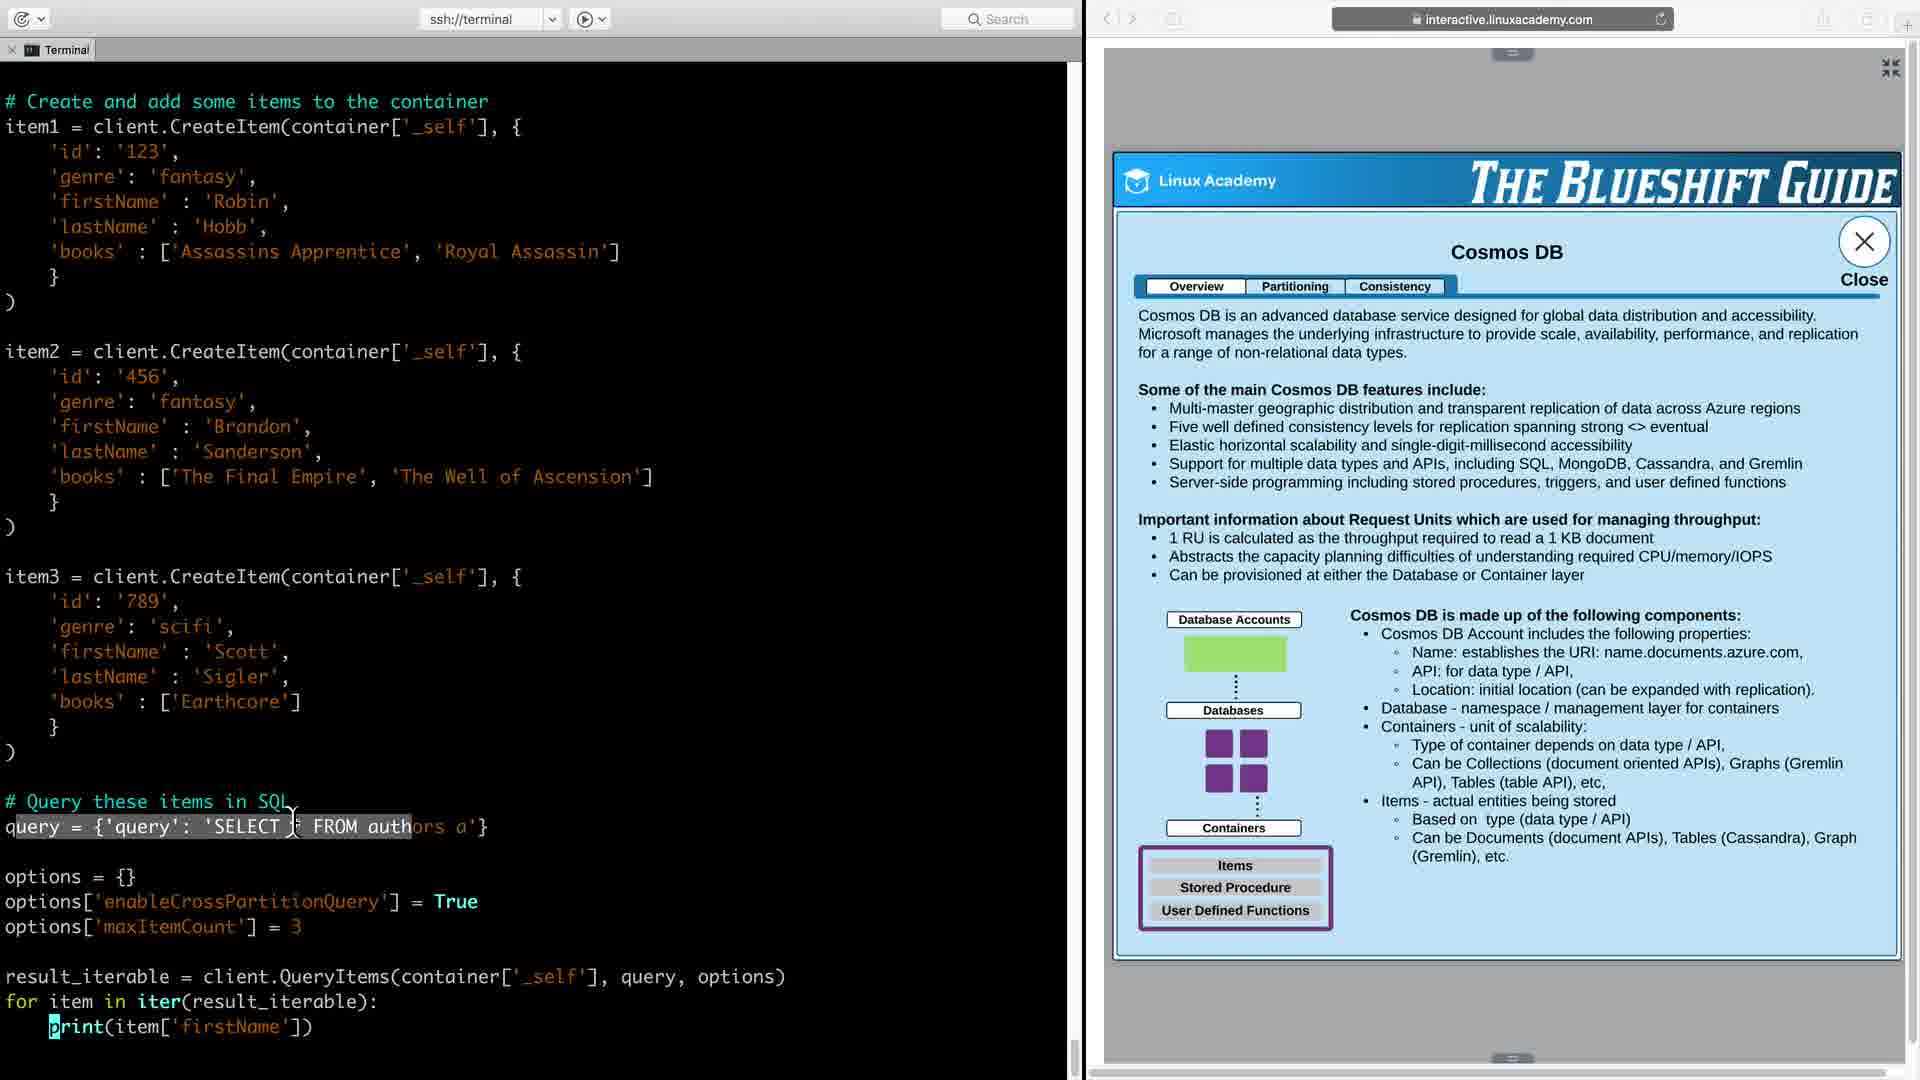 ssh://terminal
Search
Terminal
# Create and add some items to the container
item1 = client.CreateItem(container['_self'], {
    'id': '123',
    'genre': 'fantasy',
    'firstName' : 'Robin',
    'lastName' : 'Hobb',
    'books' : ['Assassins Apprentice', 'Royal Assassin']
    }
)
item2 = client.CreateItem(container['_self'], {
    'id': '456',
    'genre': 'fantasy',
    'firstName' : 'Brandon',
    'lastName' : 'Sanderson',
    'books' : ['The Final Empire', 'The Well of Ascension']
    }
)
item3 = client.CreateItem(container['_self'], {
    'id': '789',
    'genre': 'scifi',
    'firstName' : 'Scott',
    'lastName' : 'Sigler',
    'books' : ['Earthcore']
    }
)
# Query these items in SQL
query = {'query': 'SELECT * FROM authors a'}
options = {}
options['enableCrossPartitionQuery'] = True
options['maxItemCount'] = 3
result_iterable = client.QueryItems(container['_self'], query, options)
for item in iter(result_iterable):
    print(item['firstName'])
interactive.linuxacademy.com
Linux Academy
THE BLUESHIFT GUIDE
Cosmos DB
Close
Overview Partitioning Consistency
Cosmos DB is an advanced database service designed for global data distribution and accessibility.
Microsoft manages the underlying infrastructure to provide scale, availability, performance, and replication
for a range of non-relational data types.
Some of the main Cosmos DB features include:
• Multi-master geographic distribution and transparent replication of data across Azure regions
• Five well defined consistency levels for replication spanning strong <> eventual
• Elastic horizontal scalability and single-digit-millisecond accessibility
• Support for multiple data types and APIs, including SQL, MongoDB, Cassandra, and Gremlin
• Server-side programming including stored procedures, triggers, and user defined functions
Important information about Request Units which are used for managing throughput:
• 1 RU is calculated as the throughput required to read a 1 KB document
• Abstracts the capacity planning difficulties of understanding required CPU/memory/IOPS
• Can be provisioned at either the Database or Container layer
Database Accounts
Databases
Containers
Items
Stored Procedure
User Defined Functions
Cosmos DB is made up of the following components:
• Cosmos DB Account includes the following properties:
◦ Name: establishes the URI: name.documents.azure.com,
◦ API: for data type / API,
◦ Location: initial location (can be expanded with replication).
• Database - namespace / management layer for containers
• Containers - unit of scalability:
◦ Type of container depends on data type / API,
◦ Can be Collections (document oriented APIs), Graphs (Gremlin
API), Tables (table API), etc,
• Items - actual entities being stored
◦ Based on type (data type / API)
◦ Can be Documents (document APIs), Tables (Cassandra), Graph
(Gremlin), etc.